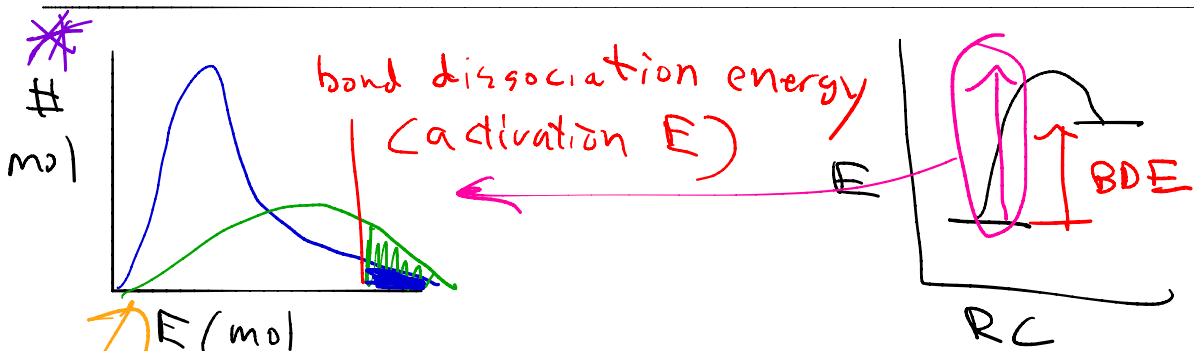 #
mol
bond dissociation energy
(activation E)
E/mol
E
BDE
RC